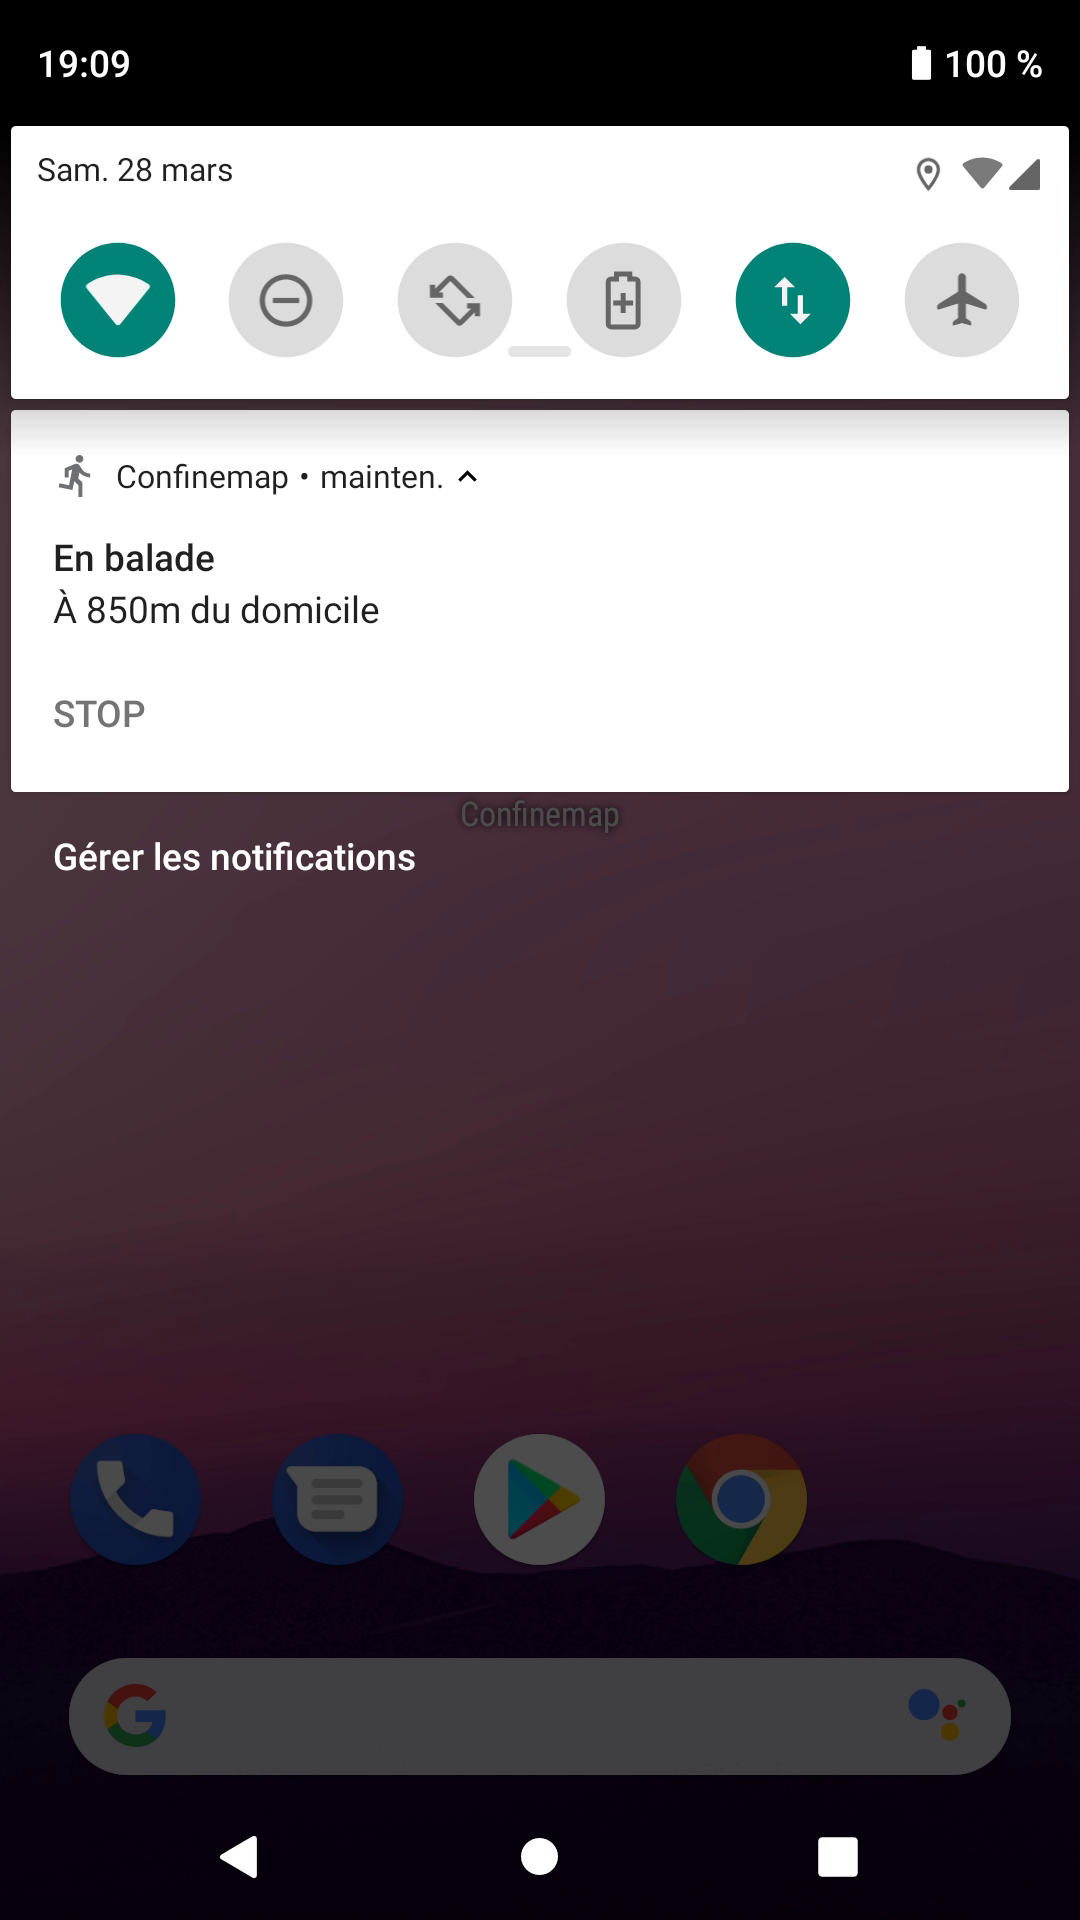 19:09
100 %
Sam. 28 mars
Confinemap • mainten.
En balade
À 850m du domicile
STOP
Confinemap
Gérer les notifications